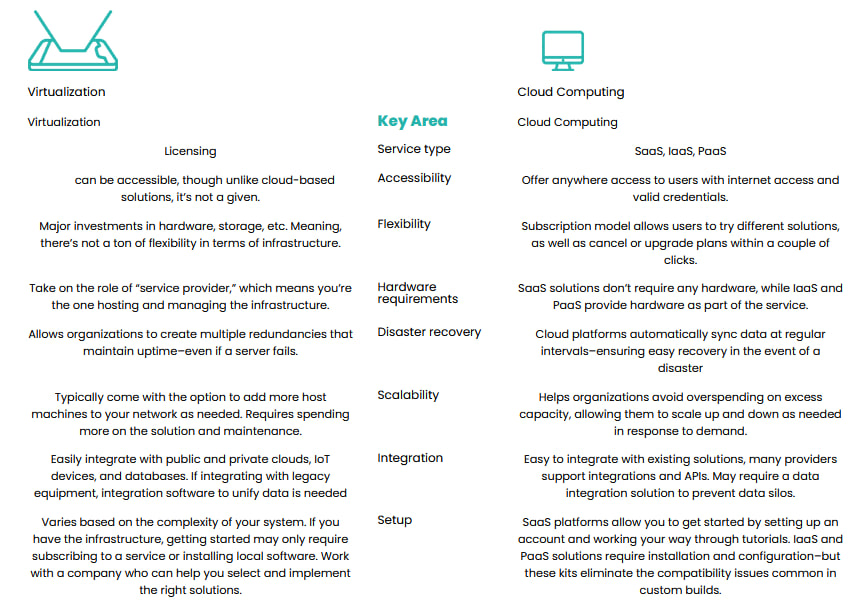 Virtualization
Cloud Computing
Virtualization
Key Area
Cloud Computing
Licensing
Service type
SaaS, IaaS, PaaS
can be accessible, though unlike cloud-based
solutions, it's not a given.
Accessibility
Offer anywhere access to users with internet access and
valid credentials.
Major investments in hardware, storage, etc. Meaning,
there's not a ton of flexibility in terms of infrastructure.
Flexibility
Subscription model allows users to try different solutions,
as well as cancel or upgrade plans within a couple of
clicks.
Take on the role of “service provider,” which means you're
the one hosting and managing the infrastructure.
Hardware
requirements
SaaS solutions don't require any hardware, while IaaS and
PaaS provide hardware as part of the service.
Allows organizations to create multiple redundancies that
maintain uptime–even if a server fails.
Disaster recovery
Cloud platforms automatically sync data at regular
intervals–ensuring easy recovery in the event of a
disaster
Typically come with the option to add more host
machines to your network as needed. Requires spending
more on the solution and maintenance.
Scalability
Helps organizations avoid overspending on excess
capacity, allowing them to scale up and down as needed
in response to demand.
Easily integrate with public and private clouds, IoT
devices, and databases. If integrating with legacy
equipment, integration software to unify data is needed
Integration
Easy to integrate with existing solutions, many providers
support integrations and APIs. May require a data
integration solution to prevent data silos.
Varies based on the complexity of your system. If you
have the infrastructure, getting started may only require
subscribing to a service or installing local software. Work
with a company who can help you select and implement
the right solutions.
Setup
SaaS platforms allow you to get started by setting up an
account and working your way through tutorials. IaaS and
PaaS solutions require installation and configuration–but
these kits eliminate the compatibility issues common in
custom builds.